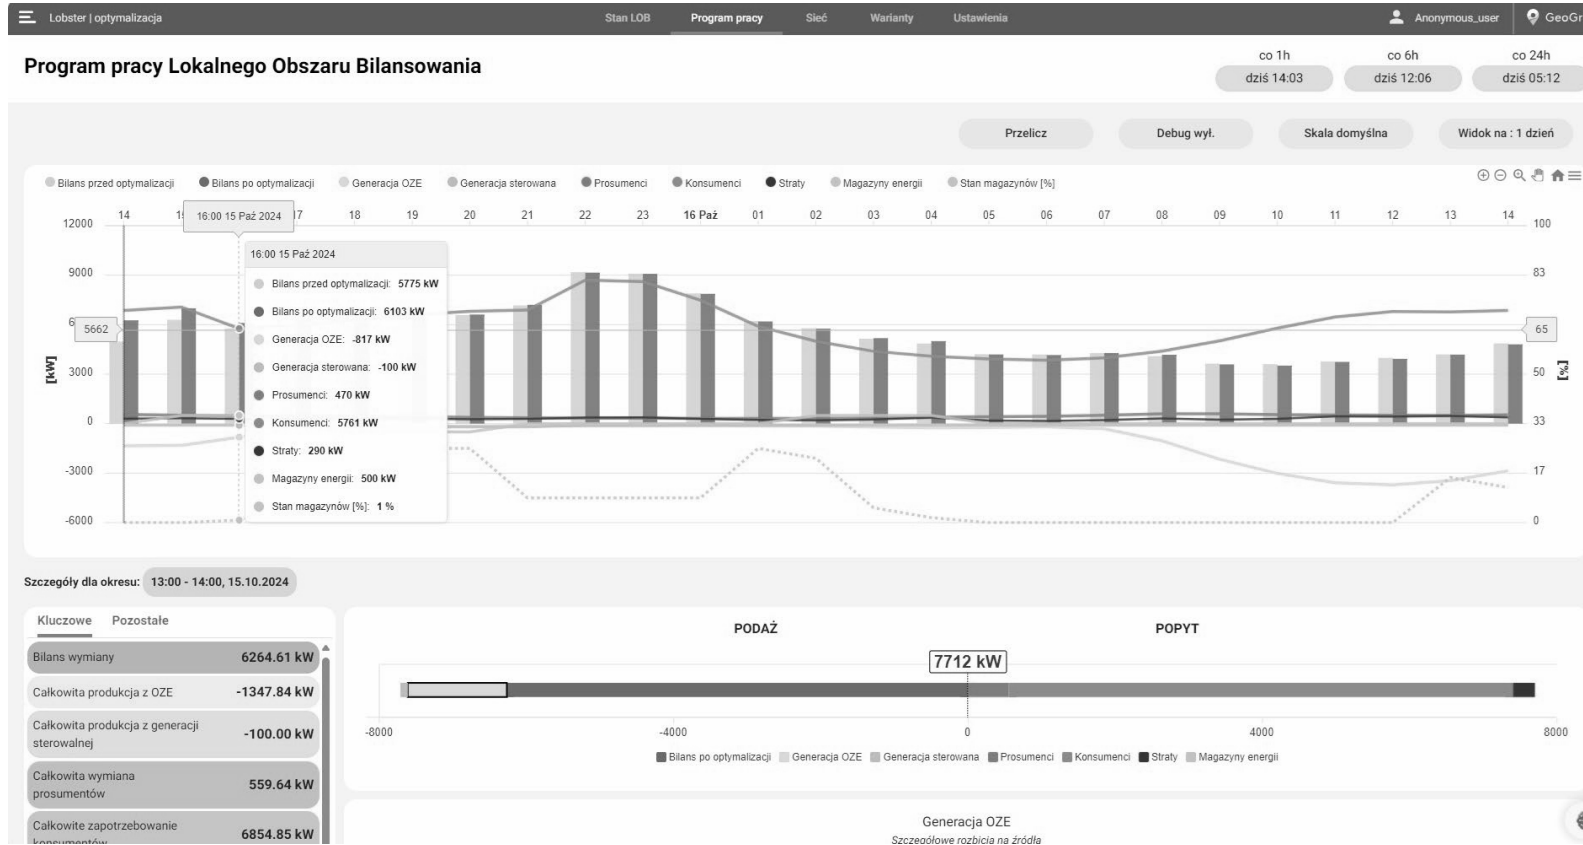 Lobster | optymalizacja
Stan LOB Program pracy Sieć Warianty Ustawienia
Anonymous_user
GeoGr
Program pracy Lokalnego Obszaru Bilansowania
co 1h co 6h co 24h
dziś 14:03 dziś 12:06 dziś 05:12
Przelicz Debug wył. Skala domyślna Widok na : 1 dzień
Bilans przed optymalizacji Bilans po optymalizacji Generacja OZE Generacja sterowana Prosumenci Konsumenci Straty Magazyny energii Stan magazynów [%]
14 16:00 15 Paź 2024 18 19 20 21 22 23 16 Paź 01 02 03 04 05 06 07 08 09 10 11 12 13 14
12000 100
9000 83
5662 65
3000 50
0 33
-3000 17
-6000 0
[kW]
[%]
16:00 15 Paź 2024
Bilans przed optymalizacji: 5775 kW
Bilans po optymalizacji: 6103 kW
Generacja OZE: -817 kW
Generacja sterowana: -100 kW
Prosumenci: 470 kW
Konsumenci: 5761 kW
Straty: 290 kW
Magazyny energii: 500 kW
Stan magazynów [%]: 1 %
Szczegóły dla okresu: 13:00 - 14:00, 15.10.2024
Kluczowe Pozostałe
Bilans wymiany 6264.61 kW
Całkowita produkcja z OZE -1347.84 kW
Całkowita produkcja z generacji
sterowalnej -100.00 kW
Całkowita wymiana
prosumentów 559.64 kW
Całkowite zapotrzebowanie
konsumentów 6854.85 kW
PODAŻ POPYT
7712 kW
-8000 -4000 0 4000 8000
Bilans po optymalizacji Generacja OZE Generacja sterowana Prosumenci Konsumenci Straty Magazyny energii
Generacja OZE
Szczegółowe rozbicia na źródła